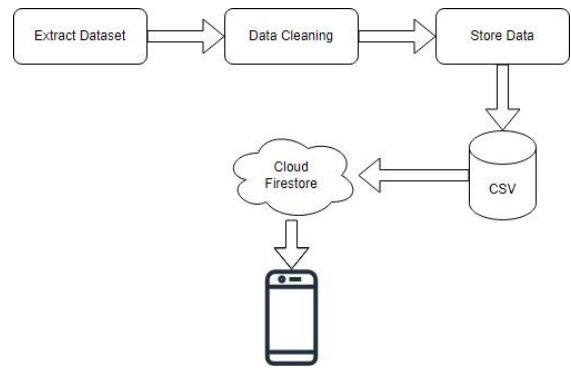 Extract Dataset
Data Cleaning
Store Data
Cloud
Firestore
CSV